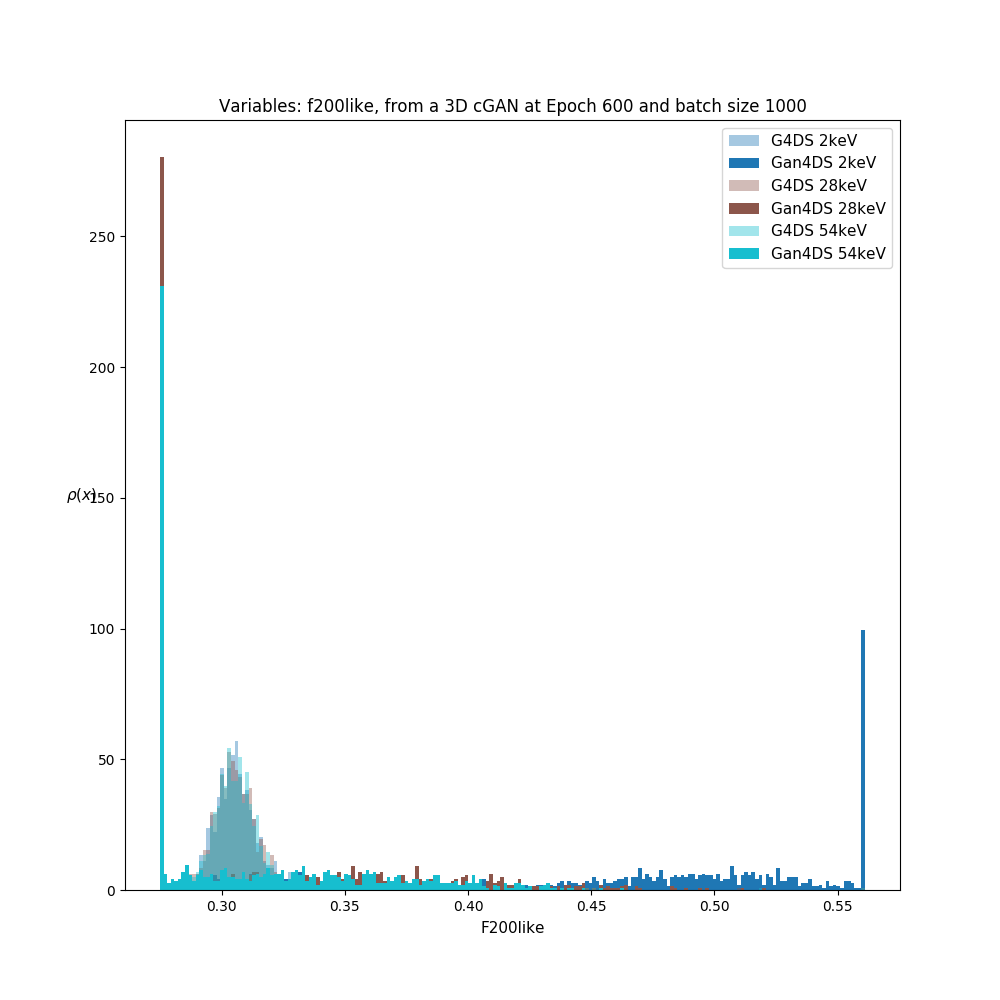 Variables: f200like, from a 3D cGAN at Epoch 600 and batch size 1000
G4DS 2keV
Gan4DS 2keV
G4DS 28keV
Gan4DS 28keV
G4DS 54keV
Gan4DS 54keV
250
200
ρ(x)
150
100
50
0
0.30 0.35 0.40 0.45 0.50 0.55
F200like